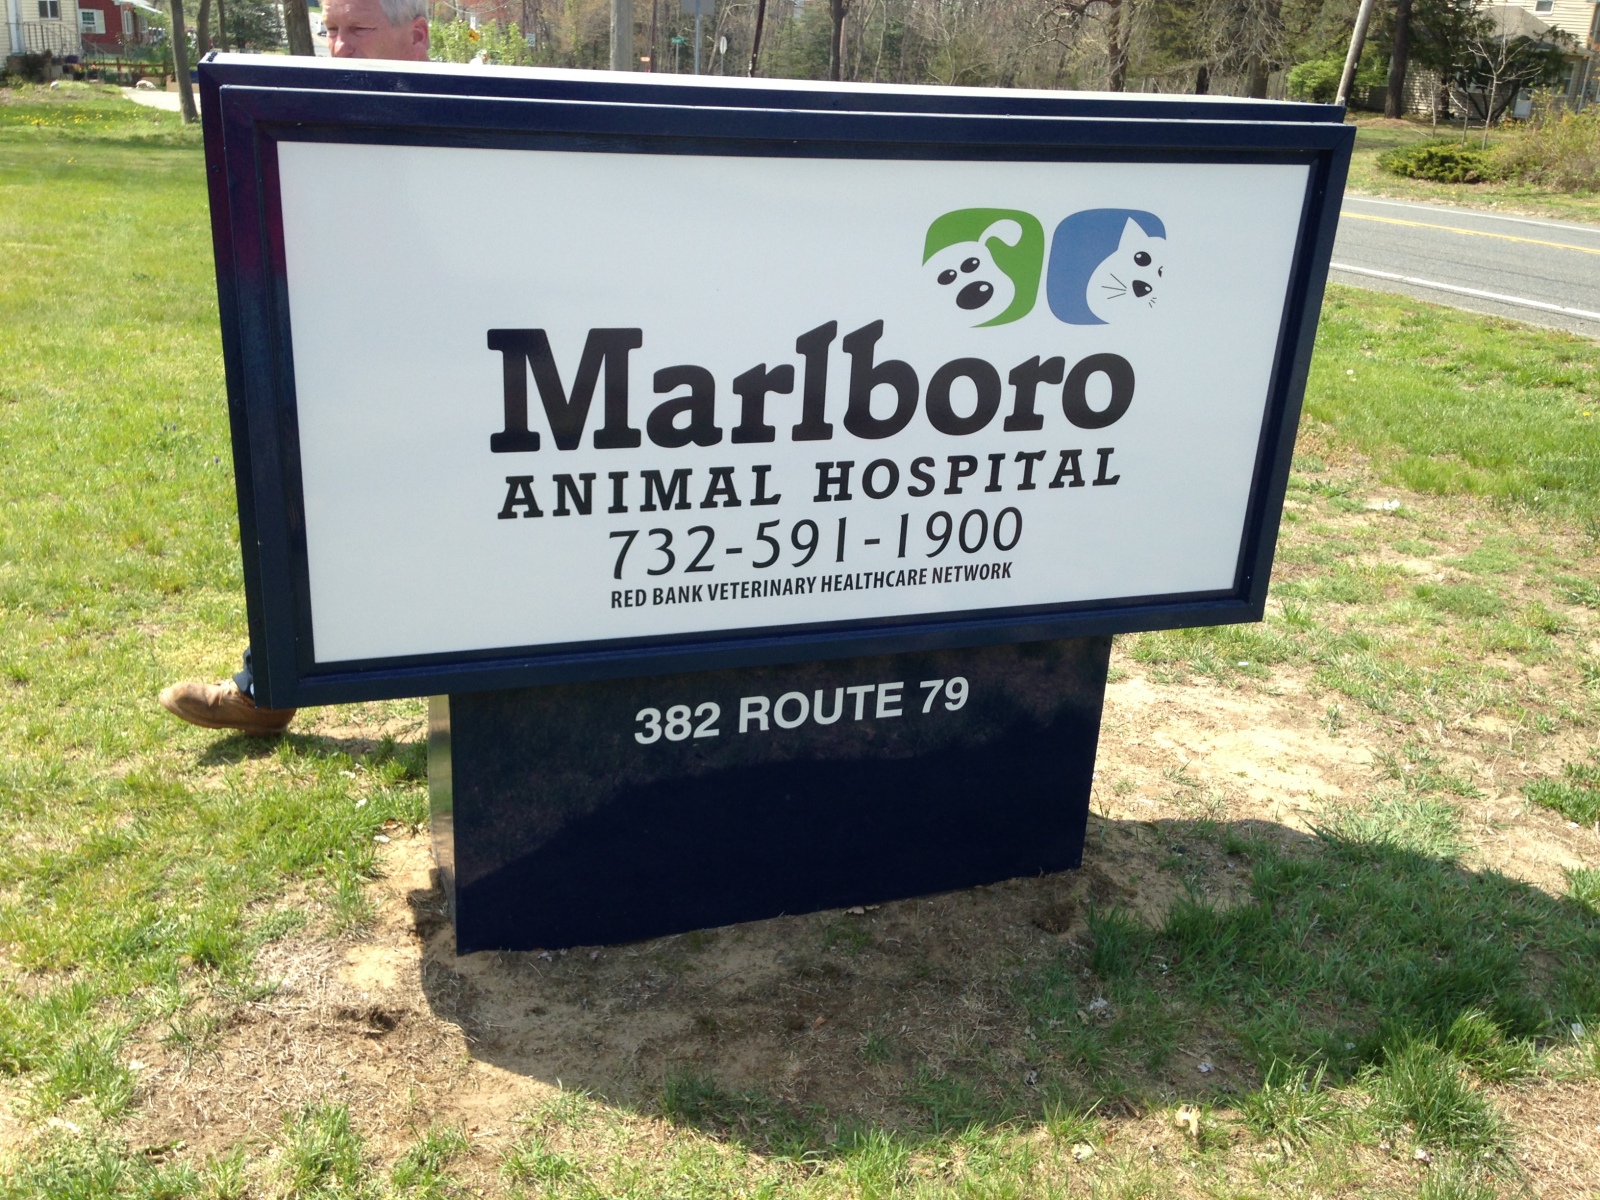 Marlboro
ANIMAL HOSPITAL
732-591-1900
RED BANK VETERINARY HEALTHCARE NETWORK
382 ROUTE 79